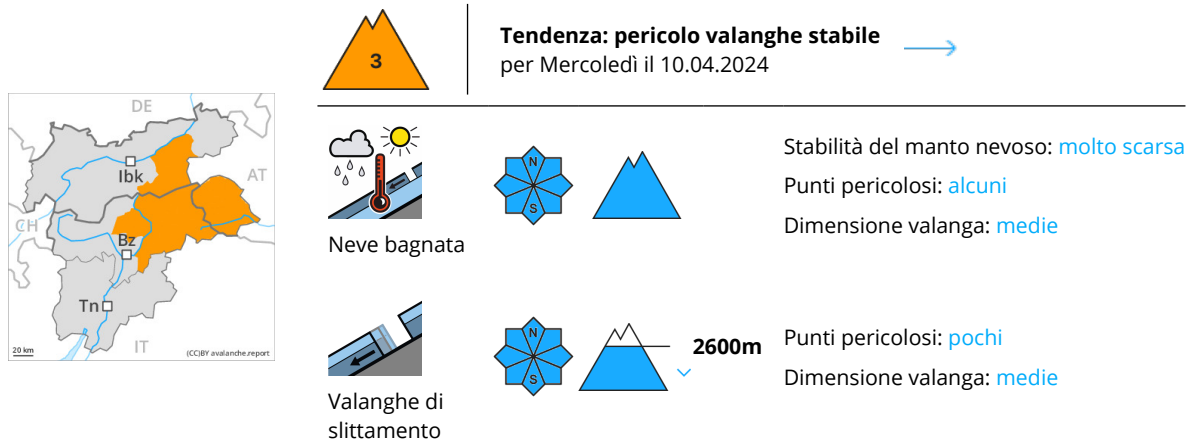 3
Tendenza: pericolo valanghe stabile
per Mercoledì il 10.04.2024
DE
Ibk
AT
CH
Bz
Tn
IT
20 km
(CC)BY avalanche.report
N
S
Neve bagnata
Stabilità del manto nevoso: molto scarsa
Punti pericolosi: alcuni
Dimensione valanga: medie
N
S
2600m
Valanghe di
slittamento
Punti pericolosi: pochi
Dimensione valanga: medie